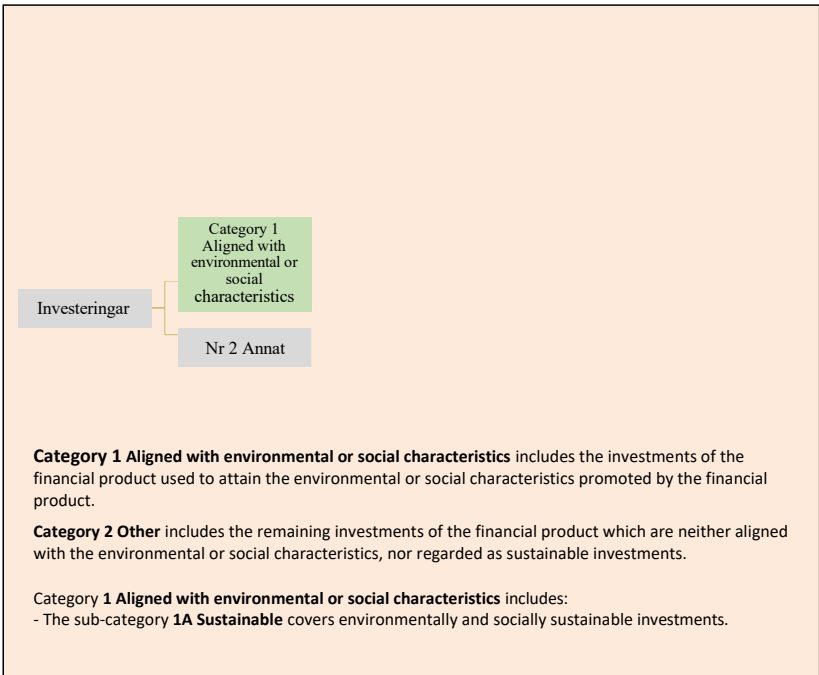 Category 1
Aligned with
environmental or
social
characteristics
Investeringar
Nr 2 Annat
Category 1 Aligned with environmental or social characteristics includes the investments of the
financial product used to attain the environmental or social characteristics promoted by the financial
product.
Category 2 Other includes the remaining investments of the financial product which are neither aligned
with the environmental or social characteristics, nor regarded as sustainable investments.
Category 1 Aligned with environmental or social characteristics includes:
- The sub-category 1A Sustainable covers environmentally and socially sustainable investments.